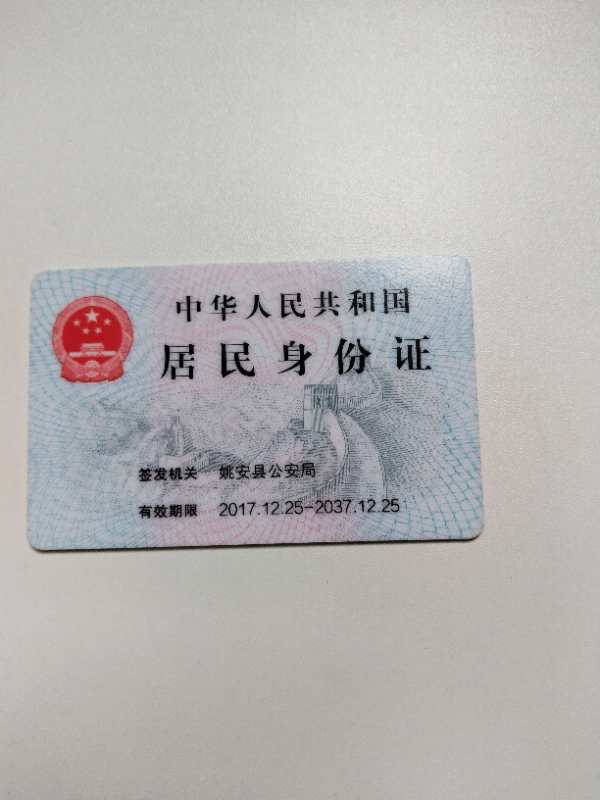 中华人民共和国
居民身份证
签发机关 姚安县公安局
有效期限 2017.12.25-2037.12.25